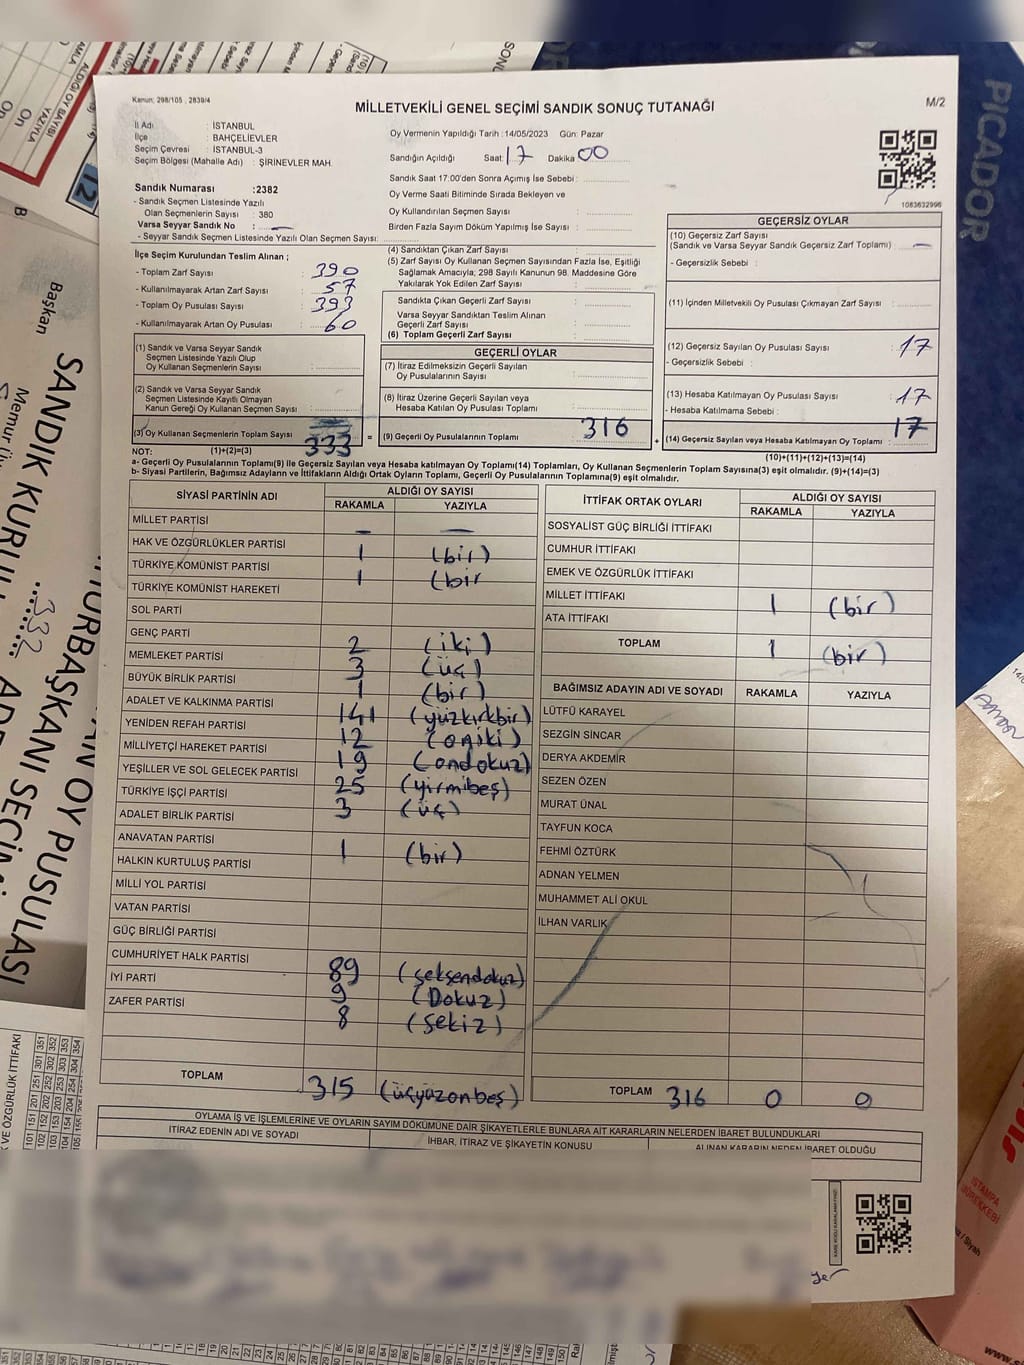 Kanun: 298/105 , 2839/4
MİLLETVEKİLİ GENEL SEÇİMİ SANDIK SONUÇ TUTANAĞI
M/2
İl Adı : İSTANBUL
İlçe : BAHÇELİEVLER
Seçim Çevresi : İSTANBUL-3
Seçim Bölgesi (Mahalle Adı) : ŞİRİNEVLER MAH.
Oy Vermenin Yapıldığı Tarih :14/05/2023 Gün: Pazar
Sandığın Açıldığı Saat: 17 Dakika 00
Sandık Saat 17:00'den Sonra Açılmış İse Sebebi :
Oy Verme Saati Bitiminde Sırada Bekleyen ve
Oy Kullandırılan Seçmen Sayısı :
Birden Fazla Sayım Döküm Yapılmış İse Sayısı :
1083632996
Sandık Numarası :2382
- Sandık Seçmen Listesinde Yazılı
Olan Seçmenlerin Sayısı : 380
Varsa Seyyar Sandık No : —
- Seyyar Sandık Seçmen Listesinde Yazılı Olan Seçmen Sayısı:
İlçe Seçim Kurulundan Teslim Alınan ;
- Toplam Zarf Sayısı : 390
- Kullanılmayarak Artan Zarf Sayısı : 57
- Toplam Oy Pusulası Sayısı : 393
- Kullanılmayarak Artan Oy Pusulası : 60
(1) Sandık ve Varsa Seyyar Sandık
Seçmen Listesinde Yazılı Olup
Oy Kullanan Seçmenlerin Sayısı :
(2) Sandık ve Varsa Seyyar Sandık
Seçmen Listesinde Kayıtlı Olmayan
Kanun Gereği Oy Kullanan Seçmen Sayısı :
(3) Oy Kullanan Seçmenlerin Toplam Sayısı : 333 =
(1)+(2)=(3)
(4) Sandıktan Çıkan Zarf Sayısı :
(5) Zarf Sayısı Oy Kullanan Seçmen Sayısından Fazla İse, Eşitliği
Sağlamak Amacıyla; 298 Sayılı Kanunun 98. Maddesine Göre
Yakılarak Yok Edilen Zarf Sayısı :
Sandıkta Çıkan Geçerli Zarf Sayısı :
Varsa Seyyar Sandıktan Teslim Alınan
Geçerli Zarf Sayısı :
(6) Toplam Geçerli Zarf Sayısı :
GEÇERLİ OYLAR
(7) İtiraz Edilmeksizin Geçerli Sayılan
Oy Pusulalarının Sayısı :
(8) İtiraz Üzerine Geçerli Sayılan veya
Hesaba Katılan Oy Pusulası Toplamı :
(9) Geçerli Oy Pusulalarının Toplamı : 316 +
GEÇERSİZ OYLAR
(10) Geçersiz Zarf Sayısı
(Sandık ve Varsa Seyyar Sandık Geçersiz Zarf Toplamı) : —
- Geçersizlik Sebebi :
(11) İçinden Milletvekili Oy Pusulası Çıkmayan Zarf Sayısı :
(12) Geçersiz Sayılan Oy Pusulası Sayısı : 17
- Geçersizlik Sebebi :
(13) Hesaba Katılmayan Oy Pusulası Sayısı : 17
- Hesaba Katılmama Sebebi :
(14) Geçersiz Sayılan veya Hesaba Katılmayan Oy Toplamı : 17
(10)+(11)+(12)+(13)=(14)
NOT:
a- Geçerli Oy Pusulalarının Toplamı(9) ile Geçersiz Sayılan veya Hesaba katılmayan Oy Toplamı(14) Toplamları, Oy Kullanan Seçmenlerin Toplam Sayısına(3) eşit olmalıdır. (9)+(14)=(3)
b- Siyasi Partilerin, Bağımsız Adayların ve İttifakların Aldığı Ortak Oyların Toplamı, Geçerli Oy Pusulalarının Toplamına(9) eşit olmalıdır.
SİYASİ PARTİNİN ADI ALDIĞI OY SAYISI
RAKAMLA YAZIYLA
MİLLET PARTİSİ — —
HAK VE ÖZGÜRLÜKLER PARTİSİ 1 (bir)
TÜRKİYE KOMÜNİST PARTİSİ 1 (bir
TÜRKİYE KOMÜNİST HAREKETİ
SOL PARTİ
GENÇ PARTİ 2 (iki)
MEMLEKET PARTİSİ 3 (üç)
BÜYÜK BİRLİK PARTİSİ 1 (bir)
ADALET VE KALKINMA PARTİSİ 141 (yüzkırkbir)
YENİDEN REFAH PARTİSİ 12 (oniki)
MİLLİYETÇİ HAREKET PARTİSİ 19 (ondokuz)
YEŞİLLER VE SOL GELECEK PARTİSİ 25 (yirmibeş)
TÜRKİYE İŞÇİ PARTİSİ 3 (üç)
ADALET BİRLİK PARTİSİ
ANAVATAN PARTİSİ 1 (bir)
HALKIN KURTULUŞ PARTİSİ
MİLLİ YOL PARTİSİ
VATAN PARTİSİ
GÜÇ BİRLİĞİ PARTİSİ
CUMHURİYET HALK PARTİSİ 89 (seksendokuz)
İYİ PARTİ 9 (Dokuz)
ZAFER PARTİSİ 8 (sekiz)
TOPLAM 315 (üçyüzonbeş)
İTTİFAK ORTAK OYLARI ALDIĞI OY SAYISI
RAKAMLA YAZIYLA
SOSYALİST GÜÇ BİRLİĞİ İTTİFAKI
CUMHUR İTTİFAKI
EMEK VE ÖZGÜRLÜK İTTİFAKI
MİLLET İTTİFAKI 1 (bir)
ATA İTTİFAKI
TOPLAM 1 (bir)
BAĞIMSIZ ADAYIN ADI VE SOYADI RAKAMLA YAZIYLA
LÜTFÜ KARAYEL
SEZGİN SİNCAR
DERYA AKDEMİR
SEZEN ÖZEN
MURAT ÜNAL
TAYFUN KOCA
FEHMİ ÖZTÜRK
ADNAN YELMEN
MUHAMMET ALİ OKUL
İLHAN VARLIK
TOPLAM 316 0 0
OYLAMA İŞ VE İŞLEMLERİNE VE OYLARIN SAYIM DÖKÜMÜNE DAİR ŞİKAYETLERLE BUNLARA AİT KARARLARIN NELERDEN İBARET BULUNDUKLARI
İTİRAZ EDENİN ADI VE SOYADI İHBAR, İTİRAZ VE ŞİKAYETİN KONUSU ALINAN KARARIN NEDEN İBARET OLDUĞU
PICADOR
Başkan
SANDIK KURULU
332
OY PUSULASI
VE ÖZGÜRLÜK İTTİFAKI
İSTAMPA
MÜREKKEBİ